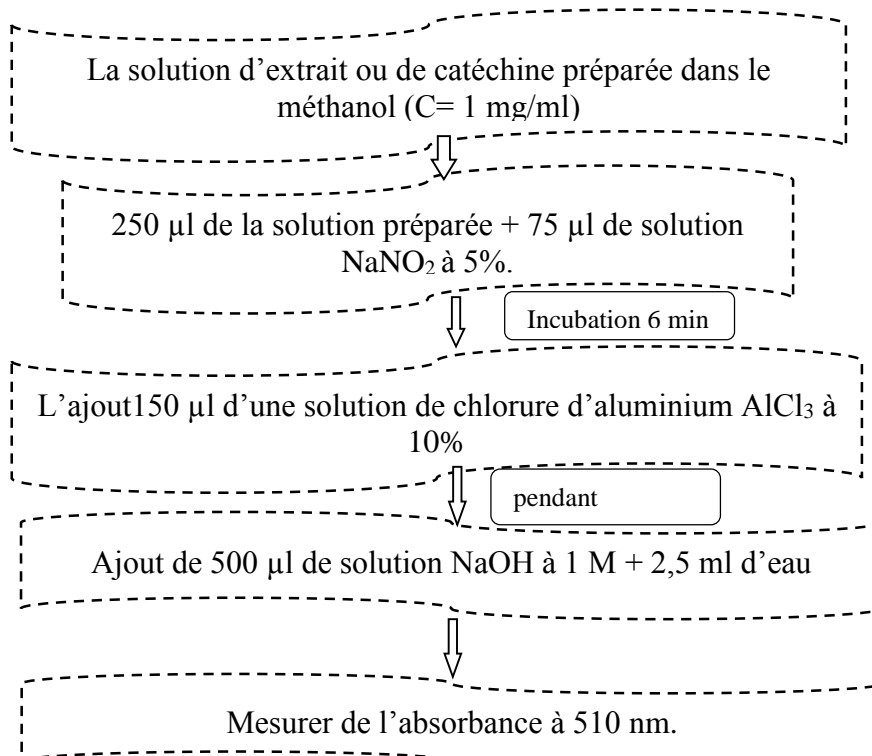 La solution d’extrait ou de catéchine préparée dans le
méthanol (C= 1 mg/ml)
250 µl de la solution préparée + 75 µl de solution
NaNO₂ à 5%.
Incubation 6 min
L’ajout150 µl d’une solution de chlorure d’aluminium AlCl₃ à
10%
pendant
Ajout de 500 µl de solution NaOH à 1 M + 2,5 ml d’eau
Mesurer de l’absorbance à 510 nm.